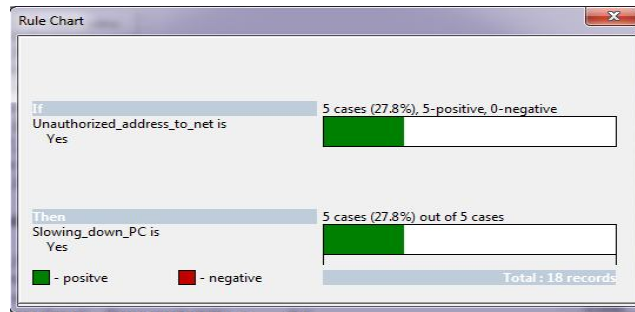 Rule Chart
If
5 cases (27.8%), 5-positive, 0-negative
Unauthorized_address_to_net is
Yes
Then
5 cases (27.8%) out of 5 cases
Slowing_down_PC is
Yes
- positve
- negative
Total : 18 records